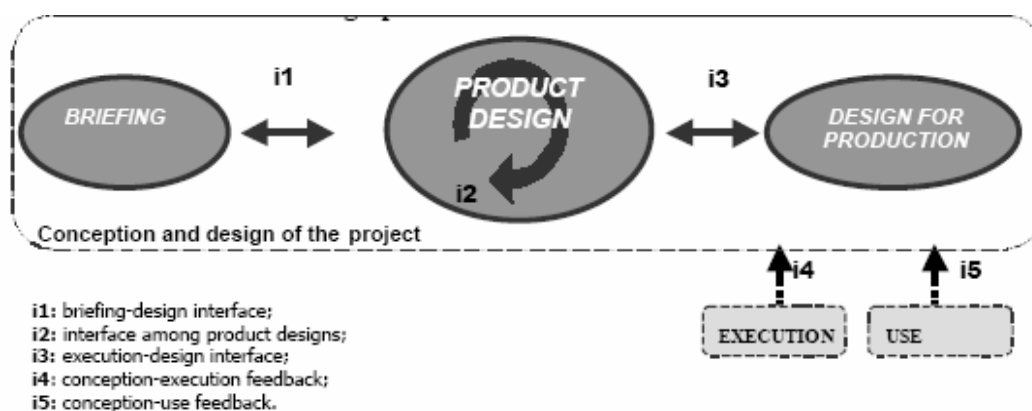 i1
i3
BRIEFING
PRODUCT
DESIGN
DESIGN FOR
PRODUCTION
i2
Conception and design of the project
i4
i5
EXECUTION
USE
i1: briefing-design interface;
i2: interface among product designs;
i3: execution-design interface;
i4: conception-execution feedback;
i5: conception-use feedback.